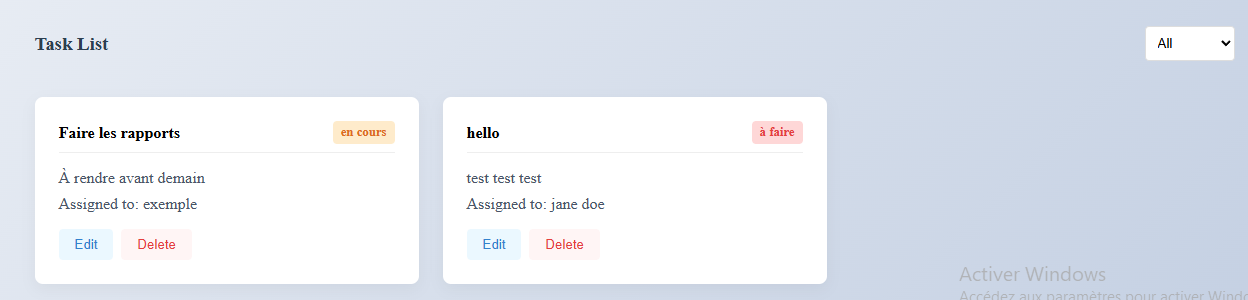 Task List
All
Faire les rapports
en cours
À rendre avant demain
Assigned to: exemple
Edit
Delete
hello
à faire
test test test
Assigned to: jane doe
Edit
Delete
Activer Windows
Accédez aux paramètres pour activer